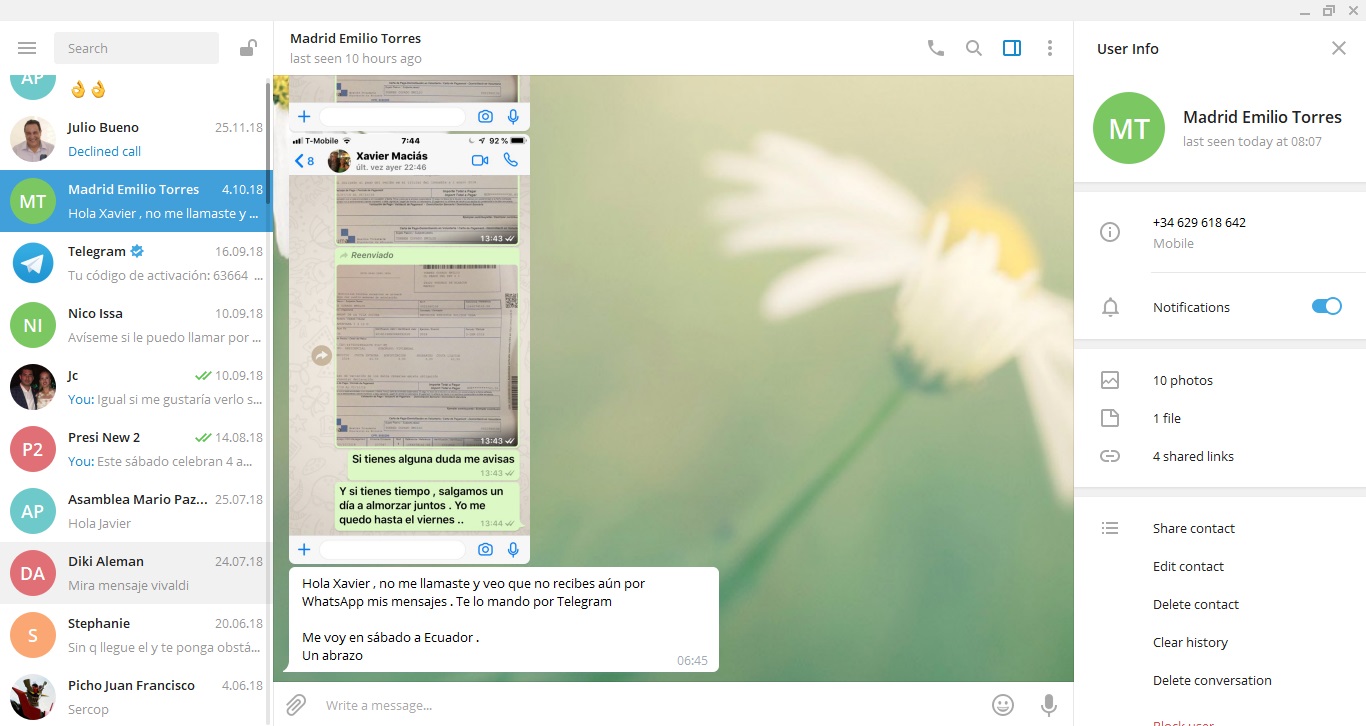 Search
AP
👌👌
Julio Bueno 25.11.18
Declined call
MT
Madrid Emilio Torres 4.10.18
Hola Xavier , no me llamaste y ...
Telegram 16.09.18
Tu código de activación: 63664 ...
NI
Nico Issa 10.09.18
Avíseme si le puedo llamar por ...
Jc 10.09.18
You: Igual si me gustaría verlo s...
P2
Presi New 2 14.08.18
You: Este sábado celebran 4 a...
AP
Asamblea Mario Paz... 25.07.18
Hola Javier
DA
Diki Aleman 24.07.18
Mira mensaje vivaldi
S
Stephanie 20.06.18
Sin q llegue el y te ponga obstá...
Picho Juan Francisco 4.06.18
Sercop
Madrid Emilio Torres
last seen 10 hours ago
T-Mobile 7:44 92 %
8 Xavier Maciás
últ. vez ayer 22:46
13:43
Reenviado
13:43
Si tienes alguna duda me avisas
13:43
Y si tienes tiempo , salgamos un
día a almorzar juntos . Yo me
quedo hasta el viernes ..
13:44
Hola Xavier , no me llamaste y veo que no recibes aún por
WhatsApp mis mensajes . Te lo mando por Telegram
Me voy en sábado a Ecuador .
Un abrazo
06:45
Write a message...
User Info
MT
Madrid Emilio Torres
last seen today at 08:07
+34 629 618 642
Mobile
Notifications
10 photos
1 file
4 shared links
Share contact
Edit contact
Delete contact
Clear history
Delete conversation
Block user